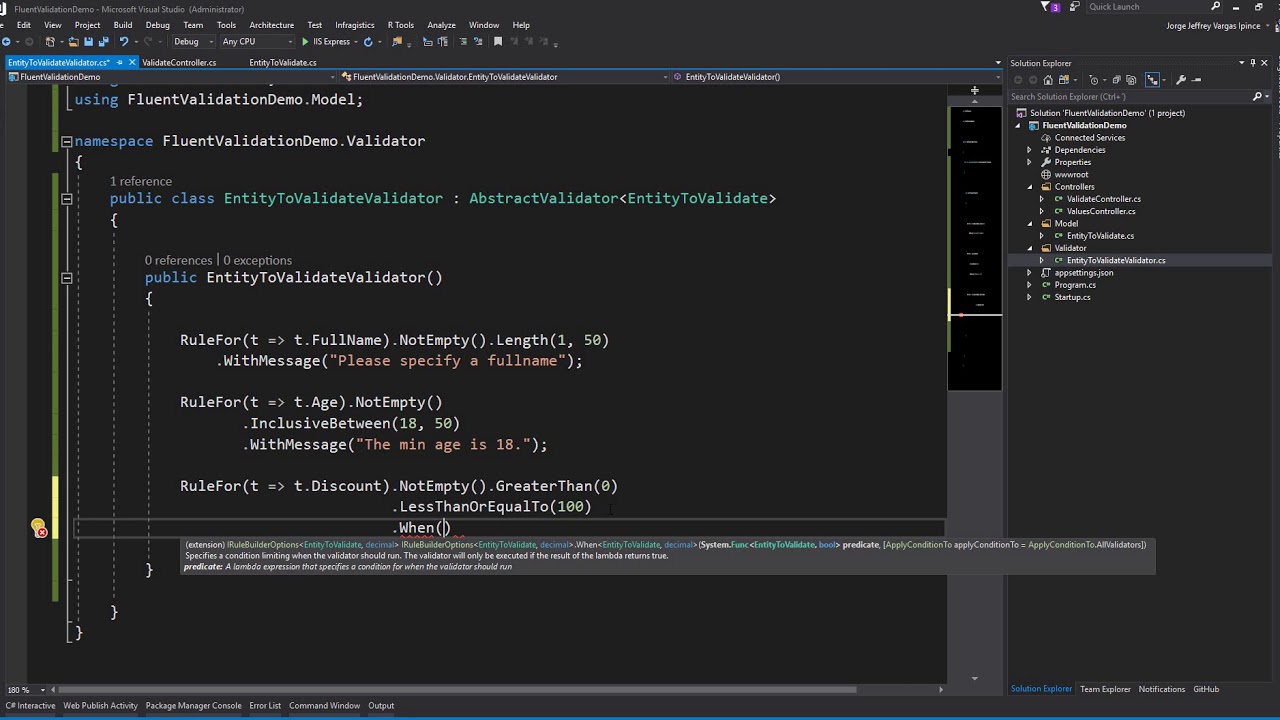 FluentValidationDemo - Microsoft Visual Studio (Administrator)
3
Quick Launch (Ctrl+Q)
Edit View Project Build Debug Team Tools Architecture Test Infragistics R Tools Analyze Window Help
Jorge Jeffrey Vargas Ipince
Debug Any CPU IIS Express
EntityToValidateValidator.cs* ValidateController.cs EntityToValidate.cs
FluentValidationDemo FluentValidationDemo.Validator.EntityToValidateValidator EntityToValidateValidator()
using FluentValidationDemo.Model;
namespace FluentValidationDemo.Validator
{
1 reference
public class EntityToValidateValidator : AbstractValidator<EntityToValidate>
{
0 references | 0 exceptions
public EntityToValidateValidator()
{
RuleFor(t => t.FullName).NotEmpty().Length(1, 50)
.WithMessage("Please specify a fullname");
RuleFor(t => t.Age).NotEmpty()
.InclusiveBetween(18, 50)
.WithMessage("The min age is 18.");
RuleFor(t => t.Discount).NotEmpty().GreaterThan(0)
.LessThanOrEqualTo(100)
.When()
(extension) IRuleBuilderOptions<EntityToValidate, decimal> IRuleBuilderOptions<EntityToValidate, decimal>.When<EntityToValidate, decimal>(System.Func<EntityToValidate, bool> predicate, [ApplyConditionTo applyConditionTo = ApplyConditionTo.AllValidators])
Specifies a condition limiting when the validator should run. The validator will only be executed if the result of the lambda returns true.
predicate: A lambda expression that specifies a condition for when the validator should run
}
}
}
180 %
Solution Explorer
Search Solution Explorer (Ctrl+')
Solution 'FluentValidationDemo' (1 project)
FluentValidationDemo
Connected Services
Dependencies
Properties
wwwroot
Controllers
ValidateController.cs
ValuesController.cs
Model
EntityToValidate.cs
Validator
EntityToValidateValidator.cs
appsettings.json
Program.cs
Startup.cs
Solution Explorer Team Explorer Notifications GitHub
C# Interactive Web Publish Activity Package Manager Console Error List Command Window Output